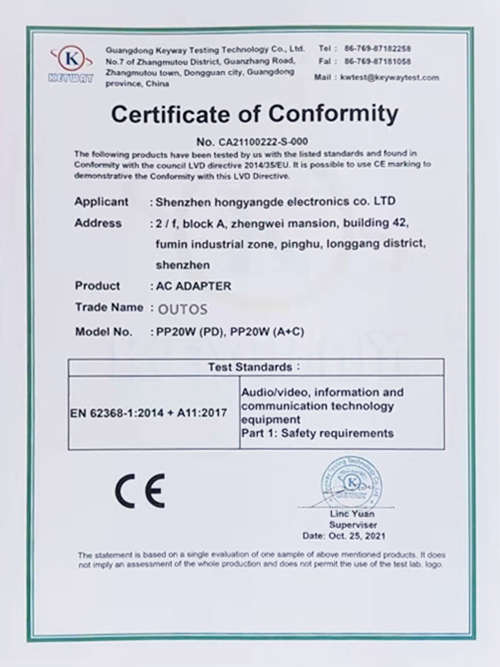 K
KEYWAY
Guangdong Keyway Testing Technology Co., Ltd.
No.7 of Zhangmutou District, Guanzhang Road,
Zhangmutou town, Dongguan city, Guangdong
province, China
Tel : 86-769-87182258
Fal : 86-769-87181058
Mail : kwtest@keywaytest.com
Certificate of Conformity
No. CA21100222-S-000
The following products have been tested by us with the listed standards and found in
Conformity with the council LVD directive 2014/35/EU. It is possible to use CE marking to
demonstrative the Conformity with this LVD Directive.
Applicant : Shenzhen hongyangde electronics co. LTD
Address : 2 / f, block A, zhengwei mansion, building 42,
fumin industrial zone, pinghu, longgang district,
shenzhen
Product : AC ADAPTER
Trade Name : OUTOS
Model No. : PP20W (PD), PP20W (A+C)
Test Standards :
EN 62368-1:2014 + A11:2017
Audio/video, information and
communication technology
equipment
Part 1: Safety requirements
CE
K
Linc Yuan
Superviser
Date: Oct. 25, 2021
The statement is based on a single evaluation of one sample of above mentioned products. It does
not imply an assessment of the whole production and does not permit the use of the test lab. logo.